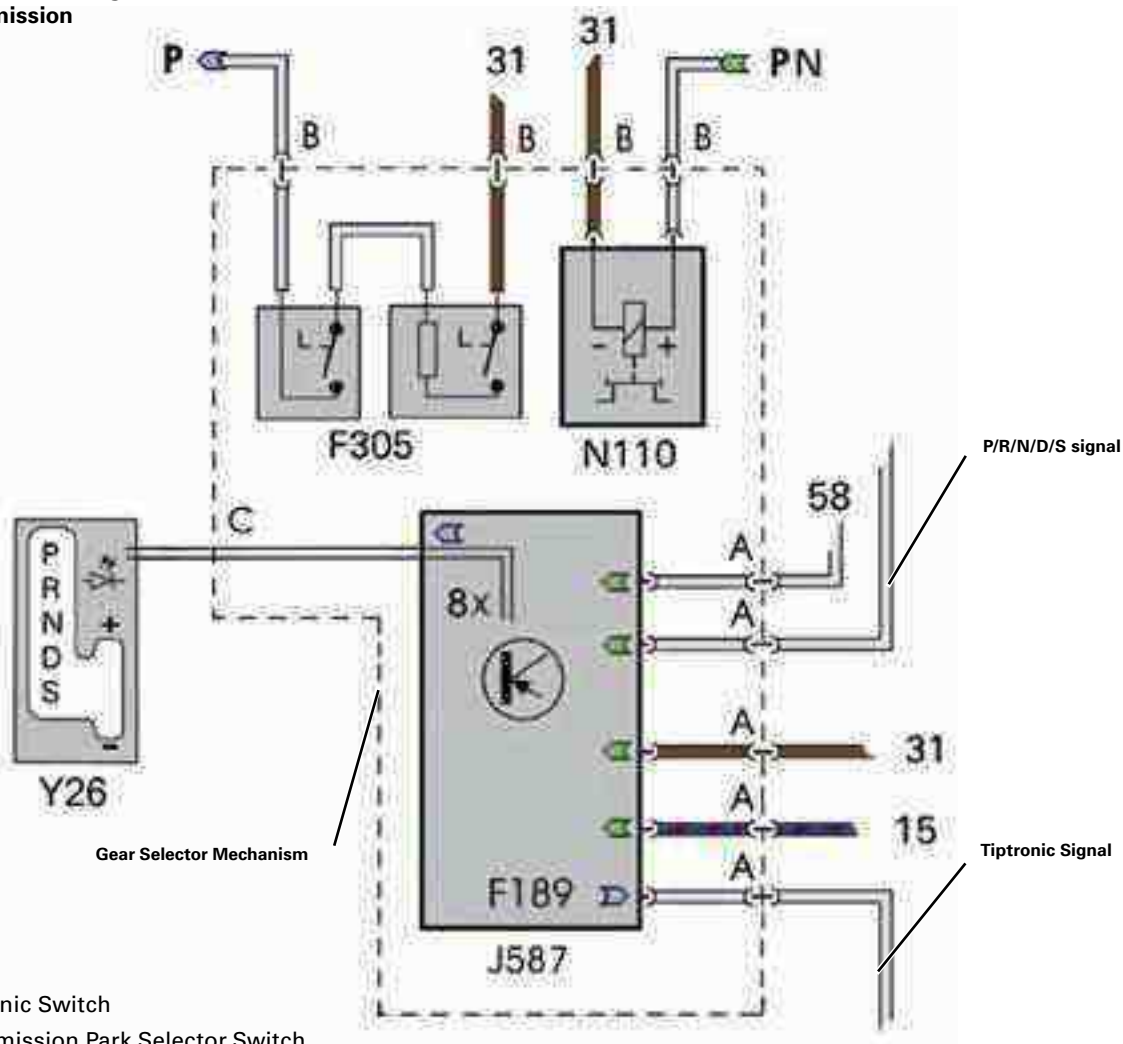 mission
P
31
31
PN
B
B
B
B
L
L
- +
F305
N110
P/R/N/D/S signal
58
C
A
P
R
N
D
S
+
-
8x
A
A
31
A
15
Y26
Gear Selector Mechanism
Tiptronic Signal
A
F189
J587
nic Switch
mission Park Selector Switch